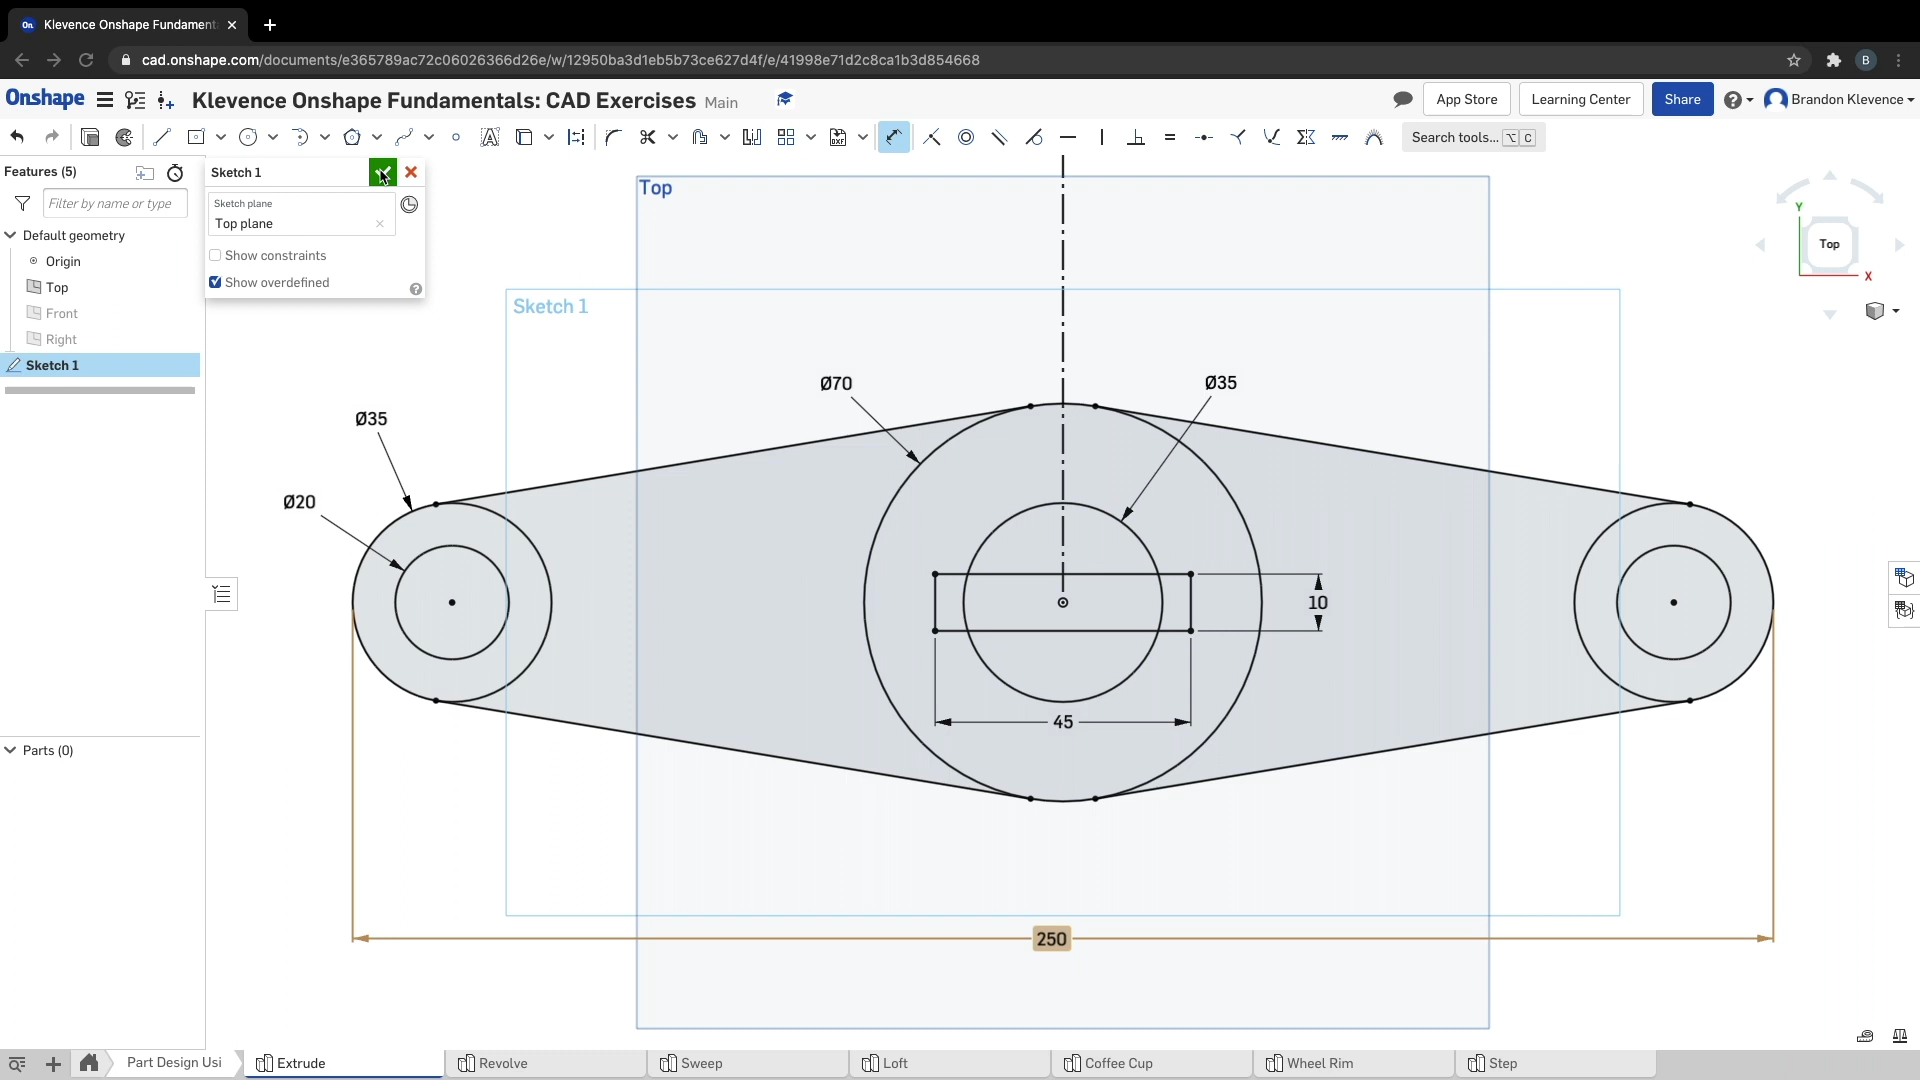 On Klevence Onshape Fundament
cad.onshape.com/documents/e365789ac72c06026366d26e/w/12950ba3d1eb5b73ce627d4f/e/41998e71d2c8ca1b3d854668
B
Onshape Klevence Onshape Fundamentals: CAD Exercises Main App Store Learning Center Share Brandon Klevence
DXF
Search tools... ⌥ C
Features (5)
Filter by name or type
Default geometry
Origin
Top
Front
Right
Sketch 1
Parts (0)
Sketch 1
Sketch plane
Top plane
Show constraints
Show overdefined
Top
Sketch 1
Ø70
Ø35
Ø35
Ø20
10
45
250
Y
Top
X
Part Design Usi
Extrude
Revolve
Sweep
Loft
Coffee Cup
Wheel Rim
Step